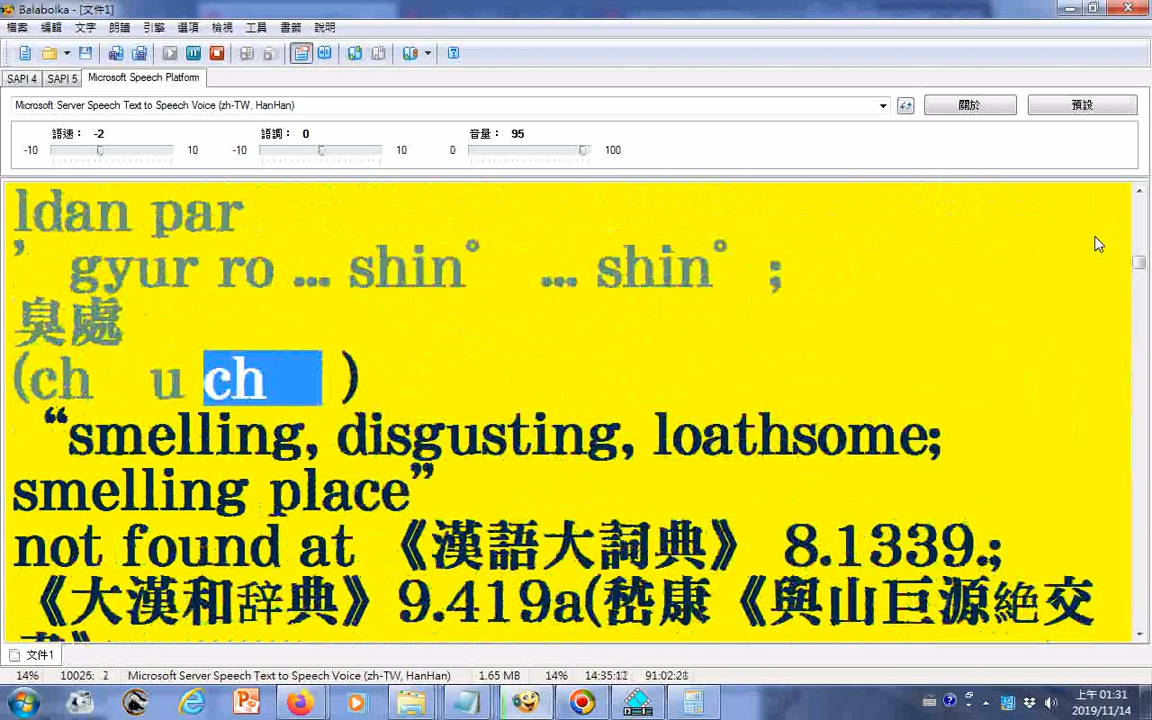 Balabolka - [文件1]
檔案 編輯 文字 朗讀 引擎 選項 檢視 工具 書籤 說明
SAPI 4 SAPI 5 Microsoft Speech Platform
Microsoft Server Speech Text to Speech Voice (zh-TW, HanHan) 關於 預設
語速： -2 語調： 0 音量： 95
-10 10 -10 10 0 100
ldan par
’ gyur ro ... shin° ... shin° ;
臭處
(ch u ch )
“smelling, disgusting, loathsome;
smelling place”
not found at 《漢語大詞典》 8.1339.;
《大漢和辞典》 9.419a(嵆康《與山巨源絶交
文件1
14% 10025: 2 Microsoft Server Speech Text to Speech Voice (zh-TW, HanHan) 1.65 MB 14% 14:35:11 91:02:28
上午 01:31
2019/11/14